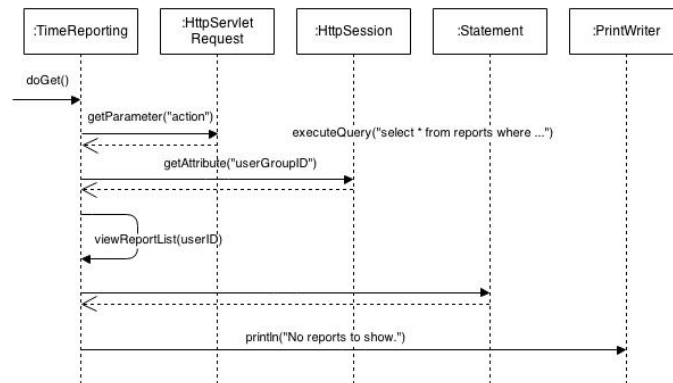 :TimeReporting
:HttpServlet
Request
:HttpSession
:Statement
:PrintWriter
doGet()
getParameter("action")
executeQuery("select * from reports where ...")
getAttribute("userGroupID")
viewReportList(userID)
println("No reports to show.")